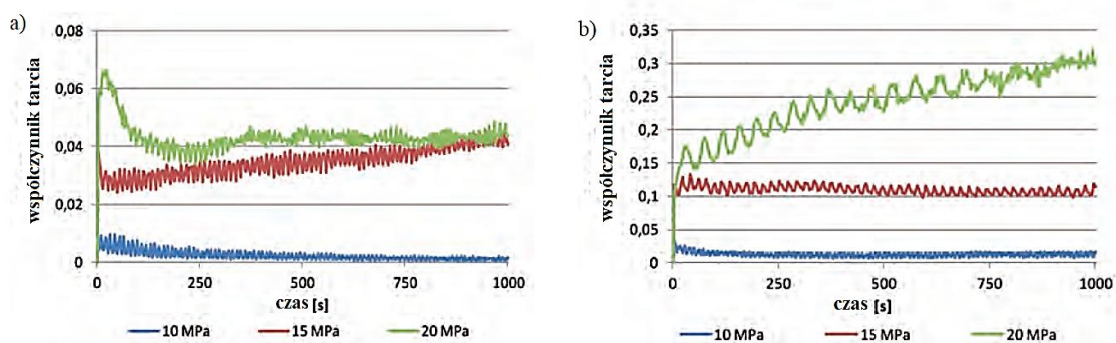 a)
współczynnik tarcia
0,08
0,06
0,04
0,02
0
0 250 500 750 1000
czas [s]
10 MPa 15 MPa 20 MPa
b)
współczynnik tarcia
0,35
0,3
0,25
0,2
0,15
0,1
0,05
0
0 250 500 750 1000
czas [s]
10 MPa 15 MPa 20 MPa